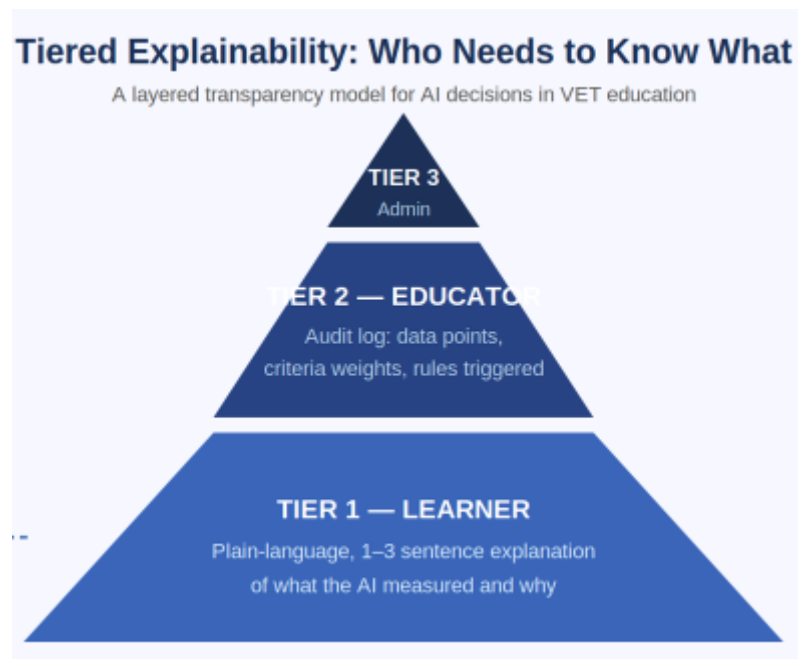 Tiered Explainability: Who Needs to Know What
A layered transparency model for AI decisions in VET education
TIER 3
Admin
TIER 2 — EDUCATOR
Audit log: data points,
criteria weights, rules triggered
TIER 1 — LEARNER
Plain-language, 1–3 sentence explanation
of what the AI measured and why